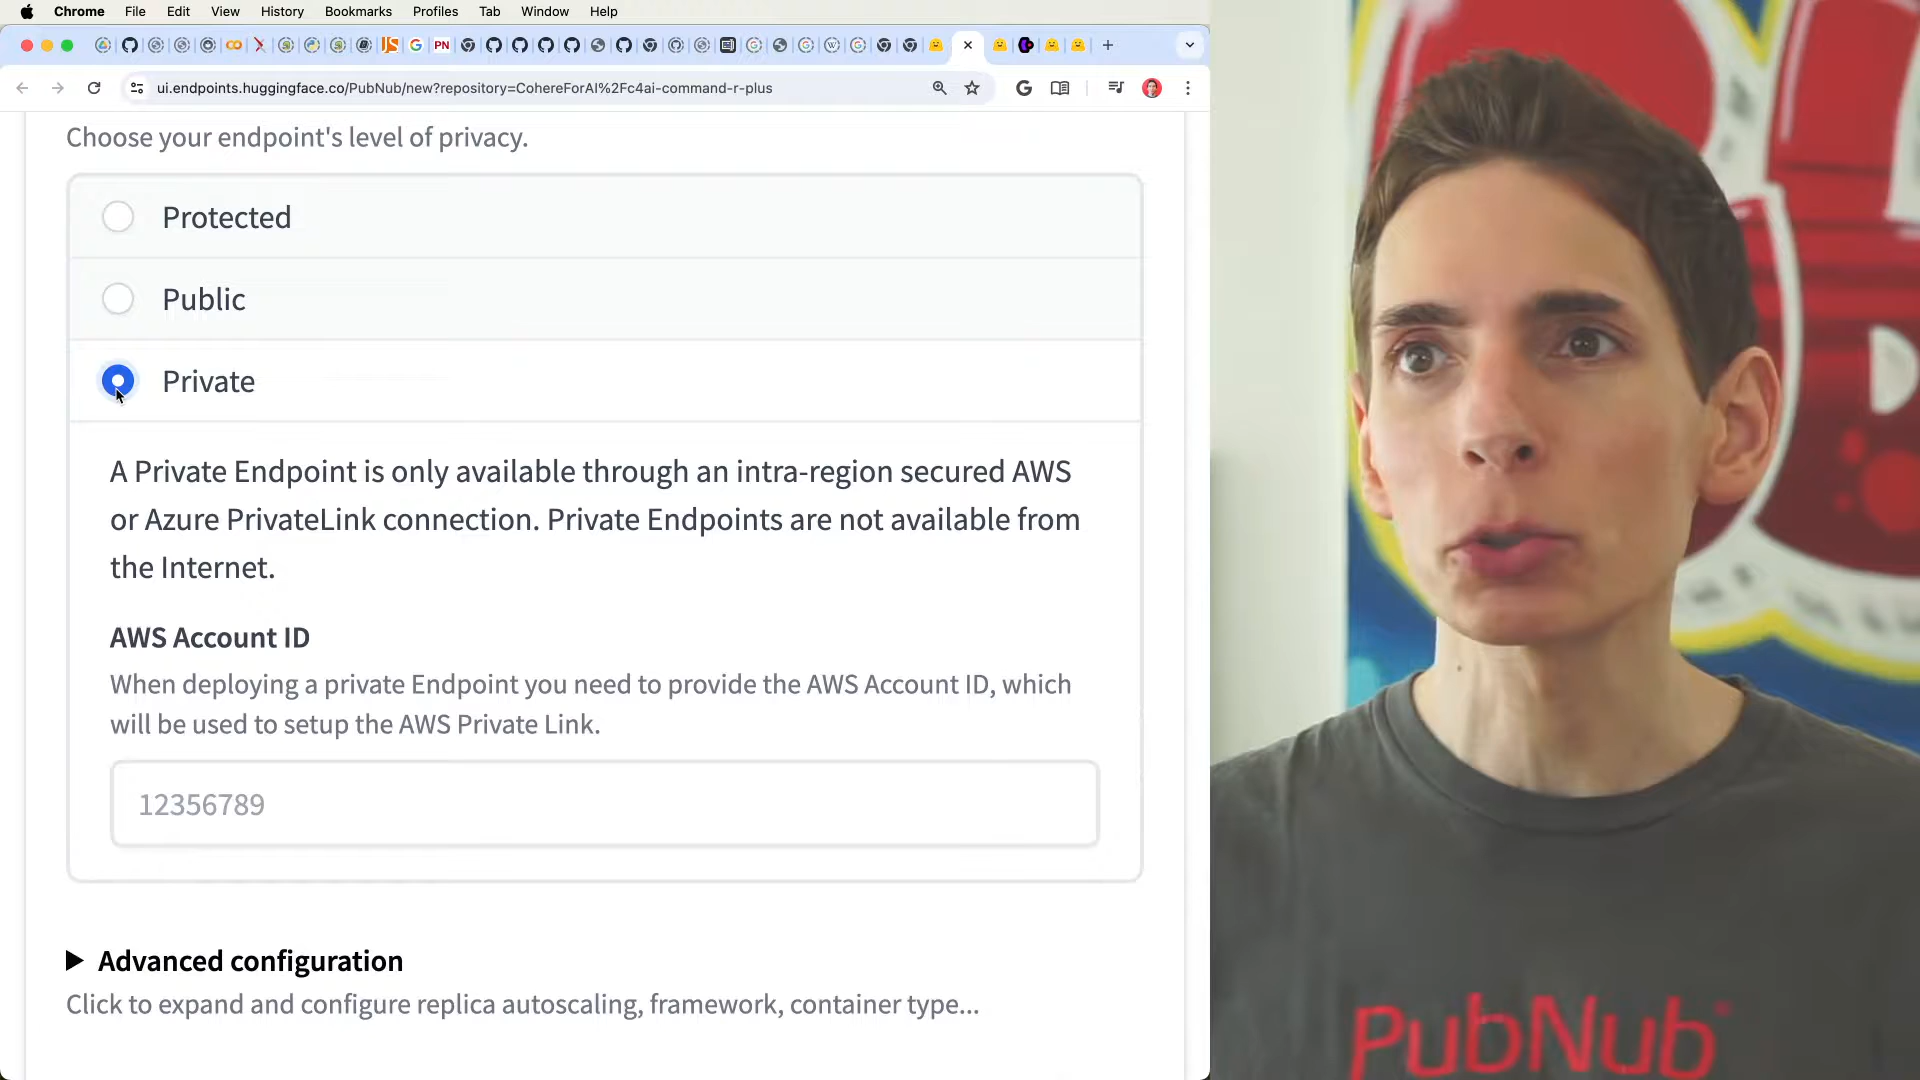 Chrome File Edit View History Bookmarks Profiles Tab Window Help
ui.endpoints.huggingface.co/PubNub/new?repository=CohereForAI%2Fc4ai-command-r-plus
Choose your endpoint's level of privacy.
Protected
Public
Private
A Private Endpoint is only available through an intra-region secured AWS
or Azure PrivateLink connection. Private Endpoints are not available from
the Internet.
AWS Account ID
When deploying a private Endpoint you need to provide the AWS Account ID, which
will be used to setup the AWS Private Link.
12356789
Advanced configuration
Click to expand and configure replica autoscaling, framework, container type...
PubNub